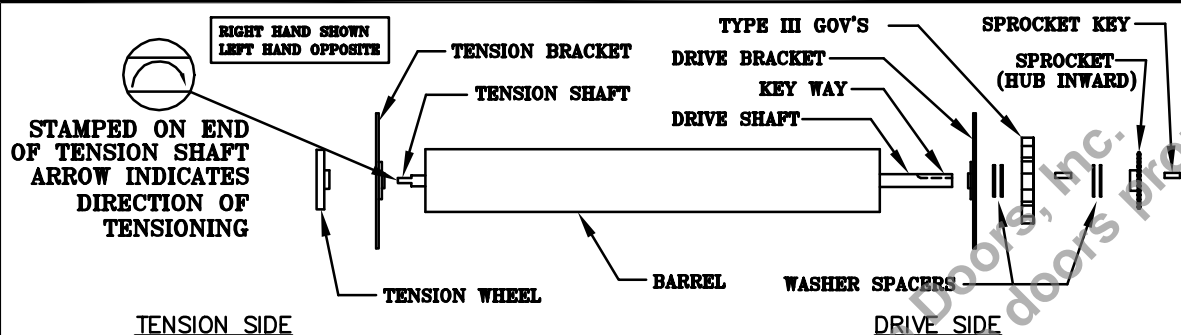 RIGHT HAND SHOWN
LEFT HAND OPPOSITE
TENSION BRACKET
TENSION SHAFT
STAMPED ON END
OF TENSION SHAFT
ARROW INDICATES
DIRECTION OF
TENSIONING
TENSION WHEEL
BARREL
TENSION SIDE
TYPE III GOV'S
DRIVE BRACKET
KEY WAY
DRIVE SHAFT
SPROCKET KEY
SPROCKET
(HUB INWARD)
WASHER SPACERS
DRIVE SIDE
Doors, Inc.
doors